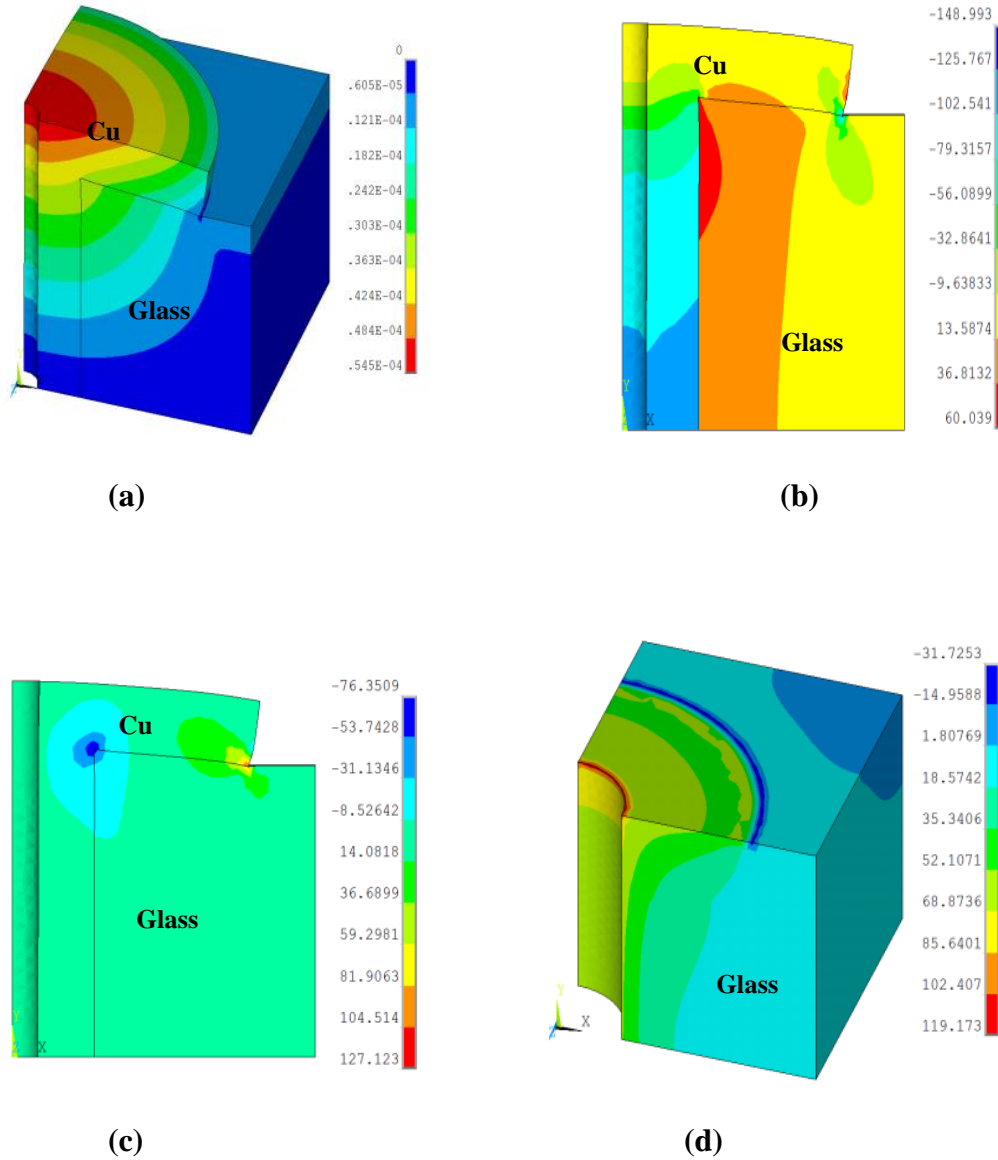 Cu
Glass
0
.605E-05
.121E-04
.182E-04
.242E-04
.303E-04
.363E-04
.424E-04
.484E-04
.545E-04
(a)
Cu
Glass
Y
X
-148.993
-125.767
-102.541
-79.3157
-56.0899
-32.8641
-9.63833
13.5874
36.8132
60.039
(b)
Cu
Glass
Y
X
-76.3509
-53.7428
-31.1346
-8.52642
14.0818
36.6899
59.2981
81.9063
104.514
127.123
(c)
Glass
Y
X
-31.7253
-14.9588
1.80769
18.5742
35.3406
52.1071
68.8736
85.6401
102.407
119.173
(d)